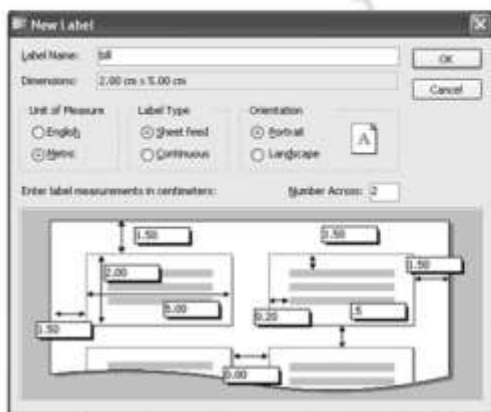 New Label
Label Name: bill
OK
Dimensions: 2.00 cm x 5.00 cm
Cancel
Unit of Measure Label Type Orientation
English Sheet feed Portrait A
Metric Continuous Landscape
Enter label measurements in centimeters: Number Across: 2
1.50
2.00 1.50
5.00 0.20 .5
1.50
0.00